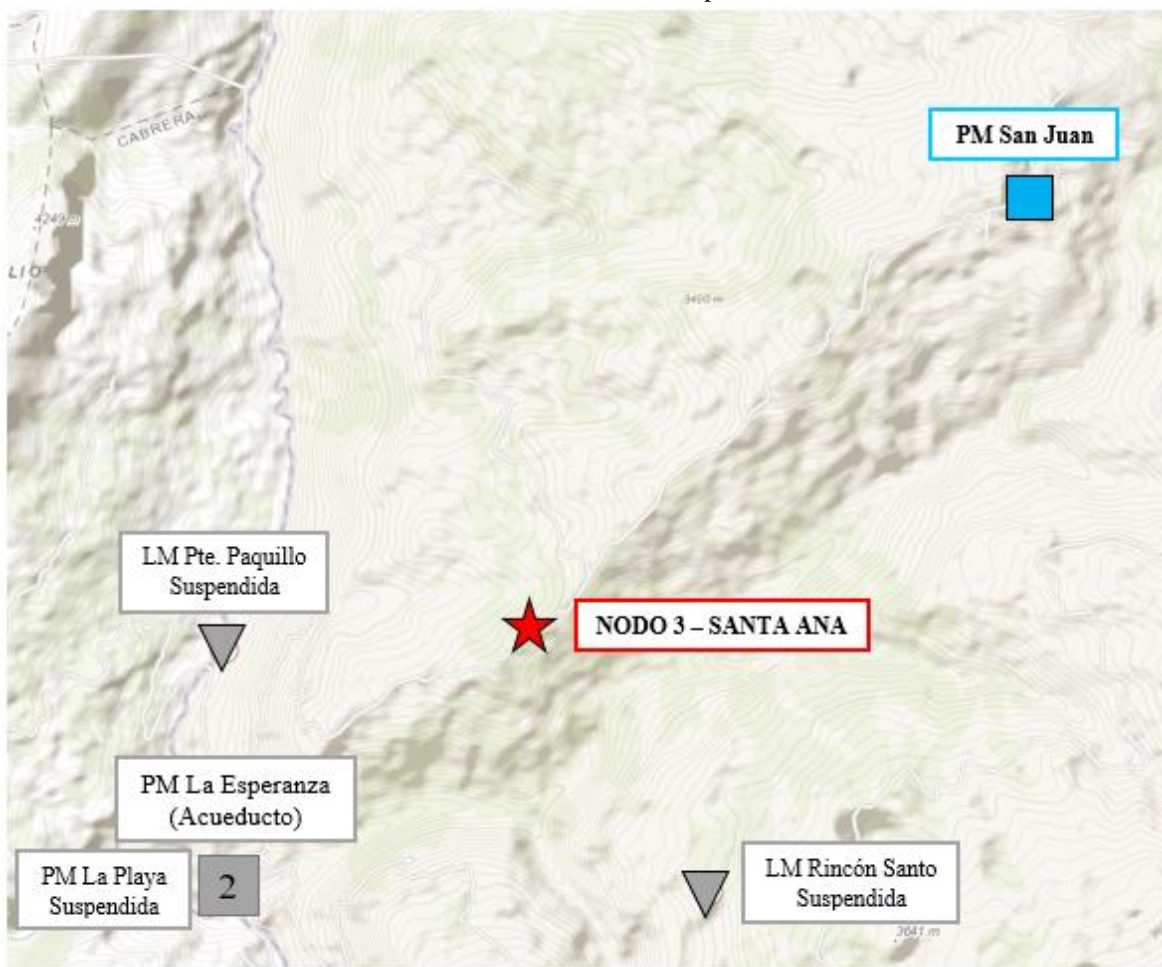 CABRERA
PM San Juan
4249 m
LIO
3400 m
LM Pte. Paquillo
Suspendida
NODO 3 – SANTA ANA
PM La Esperanza
(Acueducto)
PM La Playa
Suspendida
2
LM Rincón Santo
Suspendida
3641 m